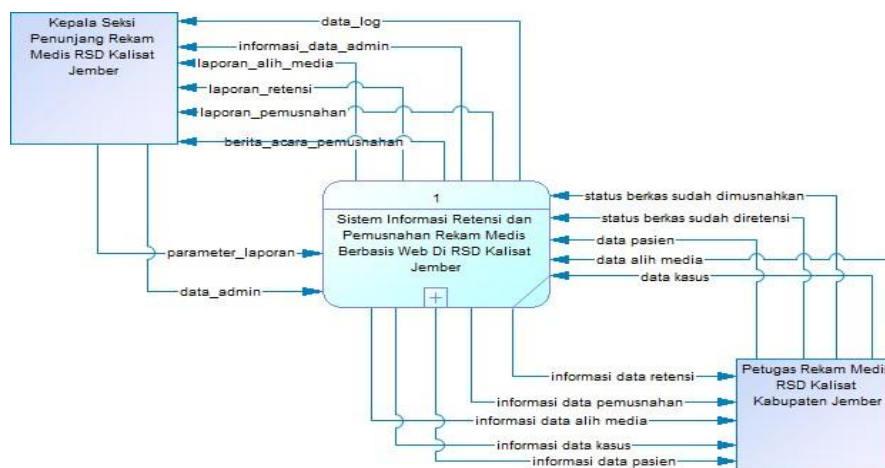 Kepala Seksi
Penunjang Rekam
Medis RSD Kalisat
Jember
data_log
informasi_data_admin
laporan_alih_media
laporan_retensi
laporan_pemusnahan
berita_acara_pemusnahan
1
Sistem Informasi Retensi dan
Pemusnahan Rekam Medis
Berbasis Web Di RSD Kalisat
Jember
parameter_laporan
data_admin
status berkas sudah dimusnahkan
status berkas sudah diretensi
data pasien
data alih media
data kasus
informasi data retensi
informasi data pemusnahan
informasi data alih media
informasi data kasus
informasi data pasien
Petugas Rekam Medis
RSD Kalisat
Kabupaten Jember